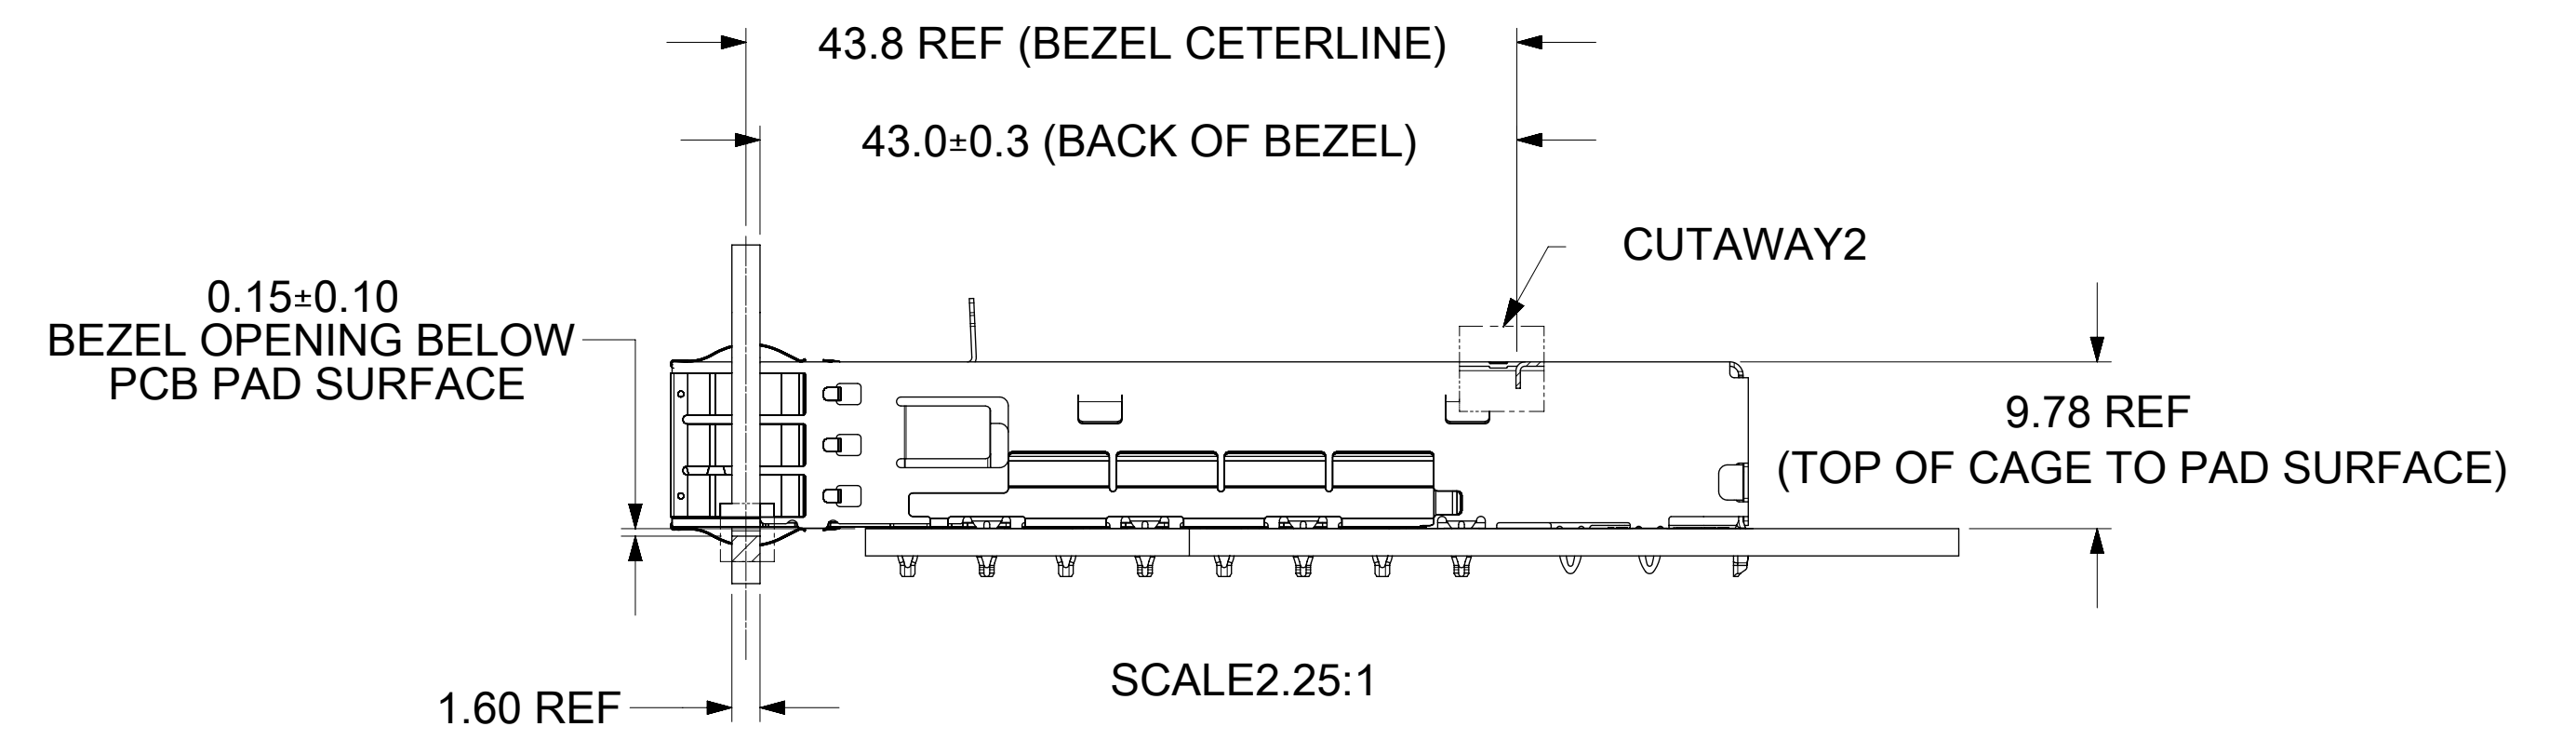 43.8 REF (BEZEL CETERLINE)
43.0±0.3 (BACK OF BEZEL)
CUTAWAY2
0.15±0.10
BEZEL OPENING BELOW
PCB PAD SURFACE
9.78 REF
(TOP OF CAGE TO PAD SURFACE)
SCALE2.25:1
1.60 REF